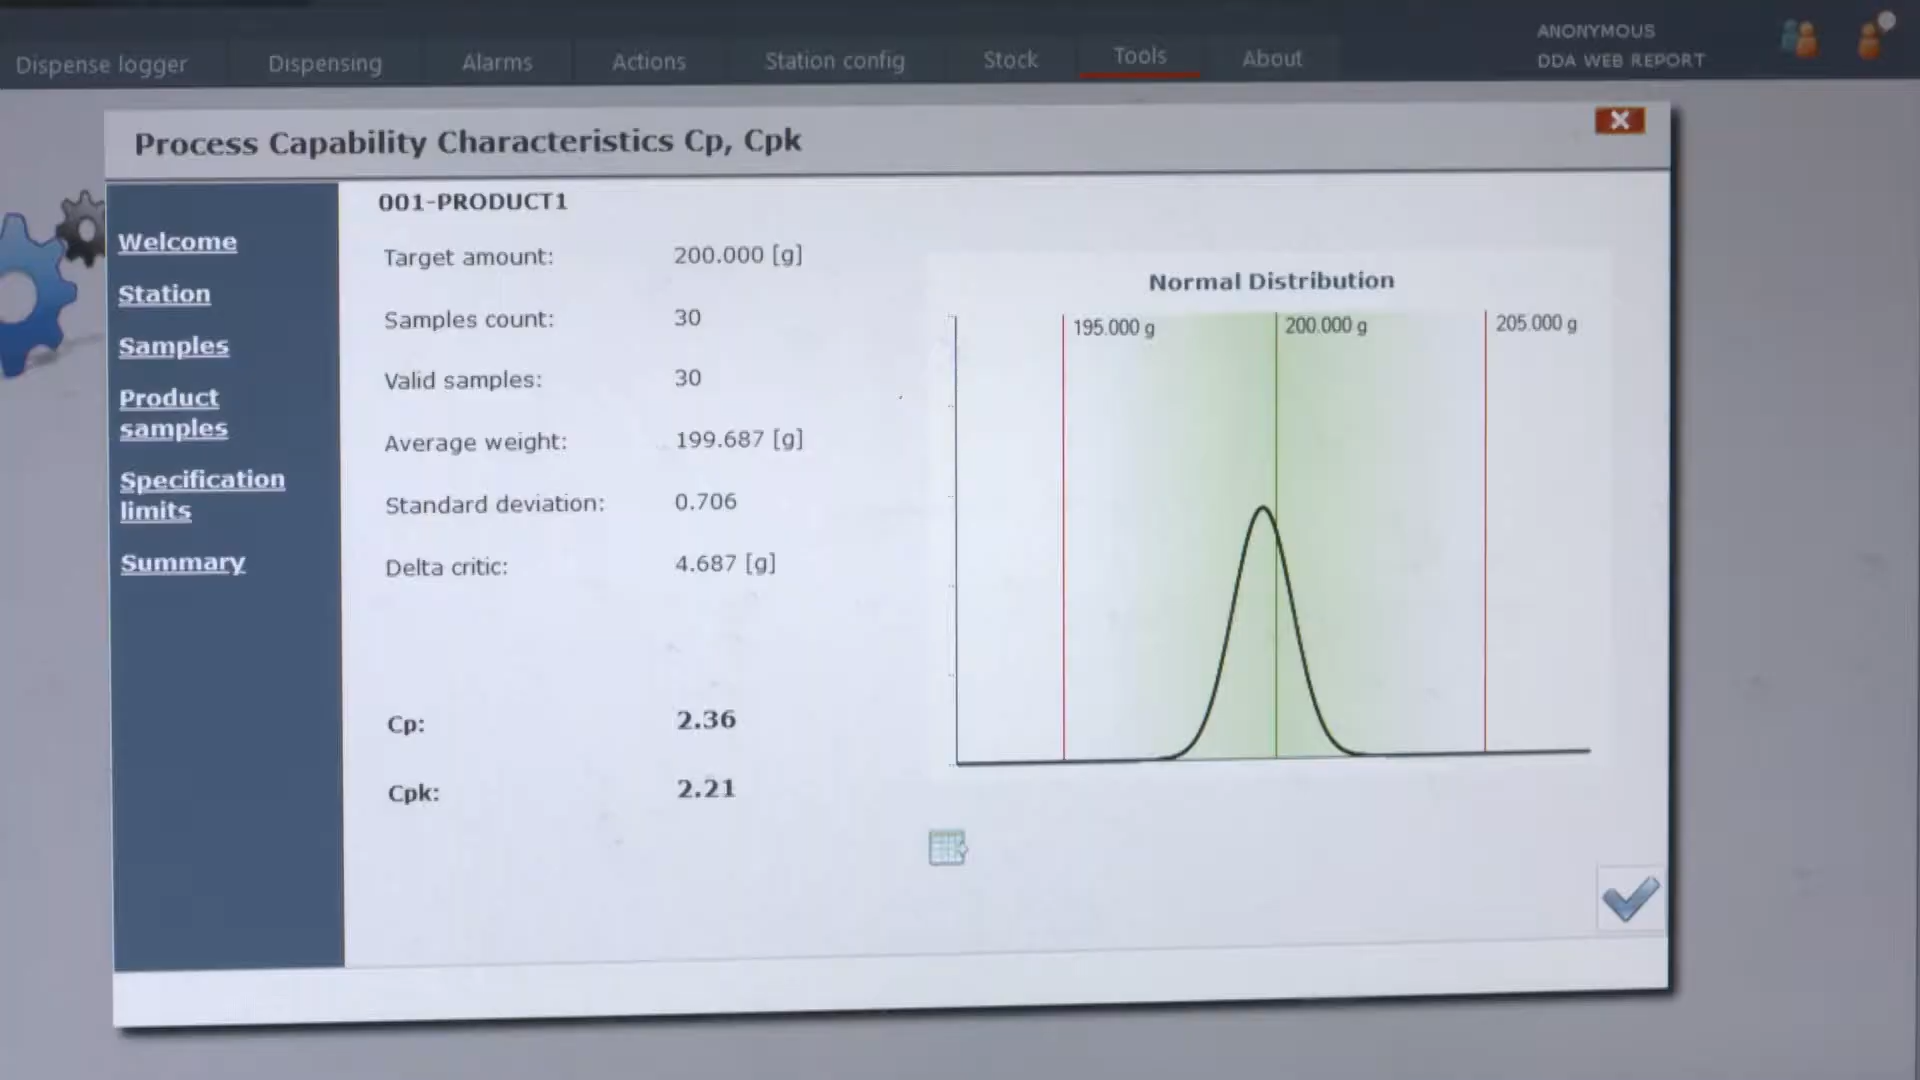 Dispense logger
Dispensing
Alarms
Actions
Station config
Stock
Tools
About
ANONYMOUS
DDA WEB REPORT
Process Capability Characteristics Cp, Cpk
Welcome
Station
Samples
Product
samples
Specification
limits
Summary
001-PRODUCT1
Target amount: 200.000 [g]
Samples count: 30
Valid samples: 30
Average weight: 199.687 [g]
Standard deviation: 0.706
Delta critic: 4.687 [g]
Cp: 2.36
Cpk: 2.21
Normal Distribution
195.000 g
200.000 g
205.000 g